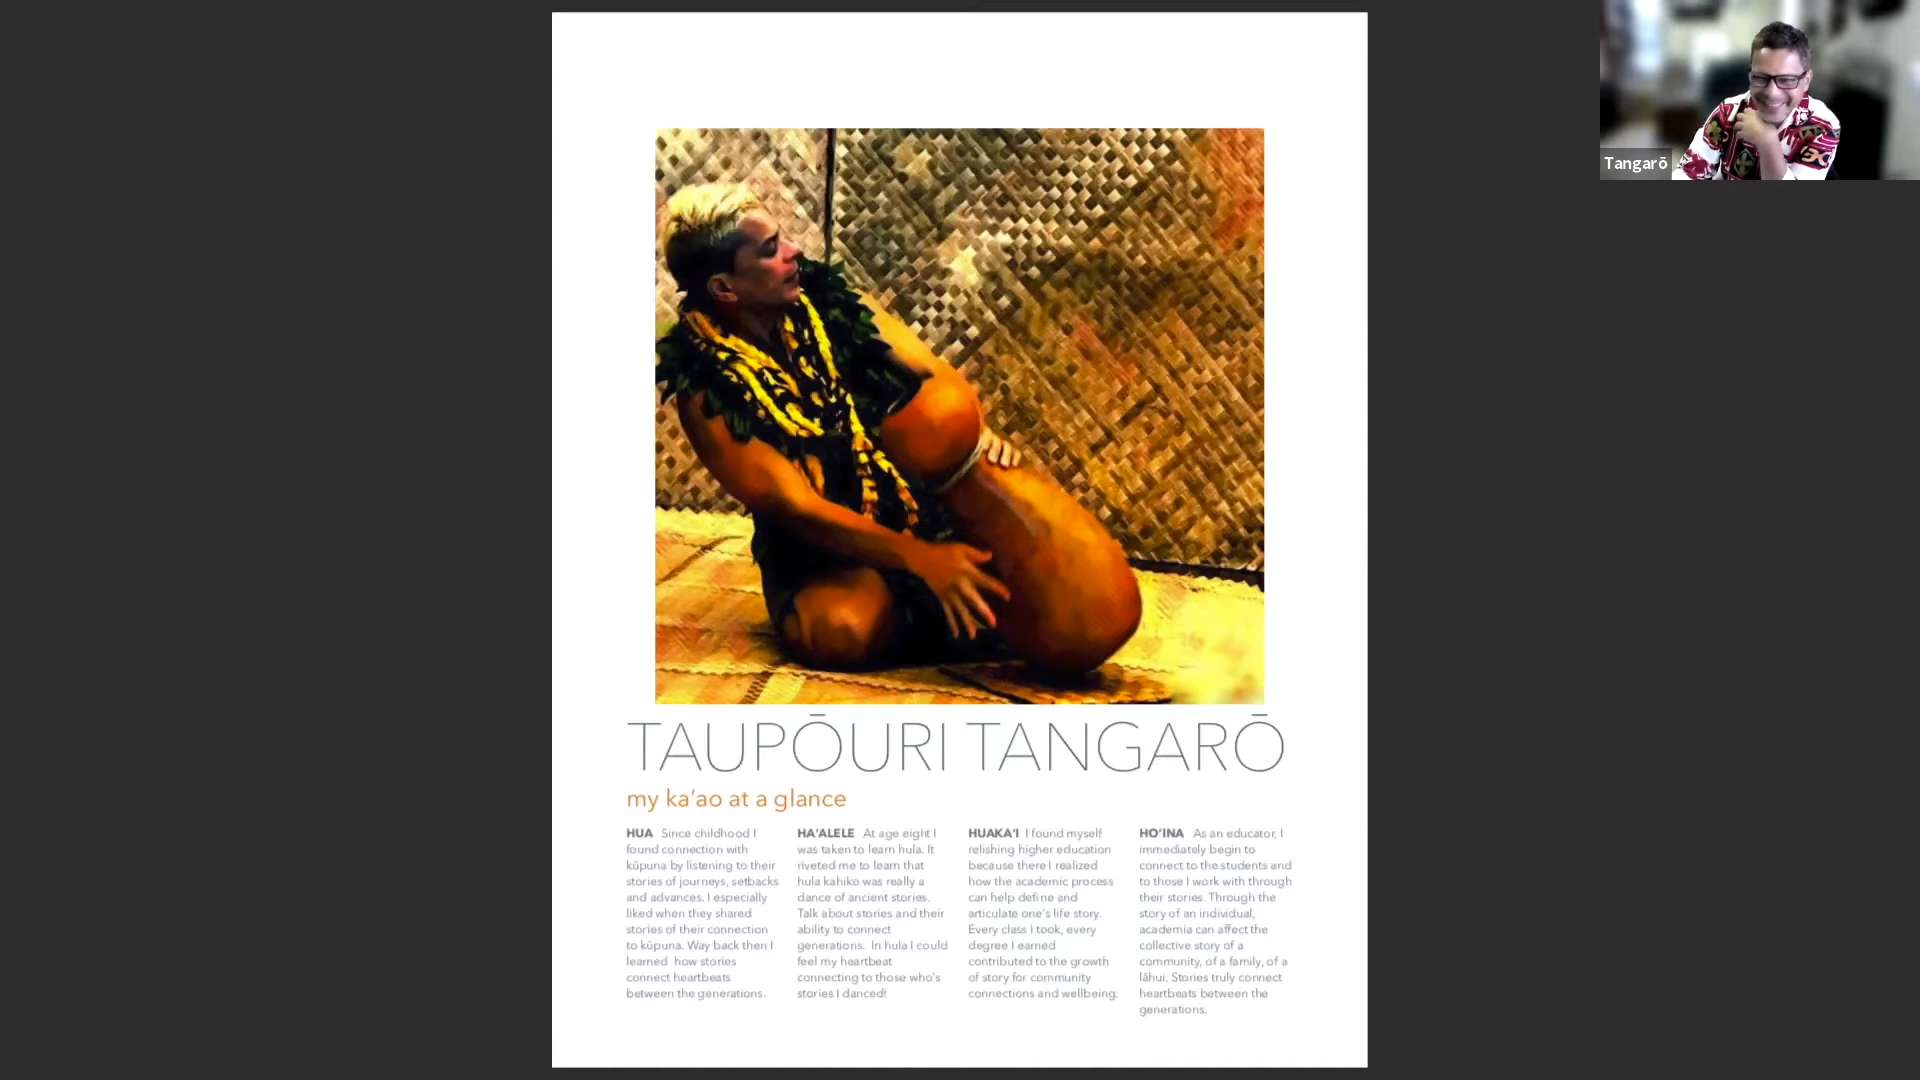 Tangarō
TAUPŌURI TANGARŌ
my ka'ao at a glance
HUA Since childhood I
found connection with
kūpuna by listening to their
stories of journeys, setbacks
and advances. I especially
liked when they shared
stories of their connection
to kūpuna. Way back then I
learned how stories
connect heartbeats
between the generations.
HA'ALELE At age eight I
was taken to learn hula. It
riveted me to learn that
hula kahiko was really a
dance of ancient stories.
Talk about stories and their
ability to connect
generations. In hula I could
feel my heartbeat
connecting to those who's
stories I danced!
HUAKA'I I found myself
relishing higher education
because there I realized
how the academic process
can help define and
articulate one's life story.
Every class I took, every
degree I earned
contributed to the growth
of story for community
connections and wellbeing.
HO'INA As an educator, I
immediately begin to
connect to the students and
to those I work with through
their stories. Through the
story of an individual,
academia can affect the
collective story of a
community, of a family, of a
lāhui. Stories truly connect
heartbeats between the
generations.